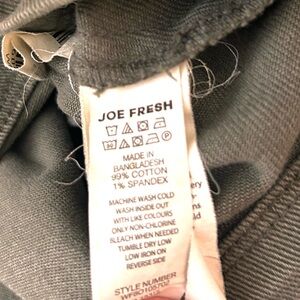 JOE FRESH
MADE IN
BANGLADESH
99% COTTON
1% SPANDEX
MACHINE WASH COLD
WASH INSIDE OUT
WITH LIKE COLOURS
ONLY NON-CHLORINE
BLEACH WHEN NEEDED
TUMBLE DRY LOW
LOW IRON ON
REVERSE SIDE
STYLE NUMBER